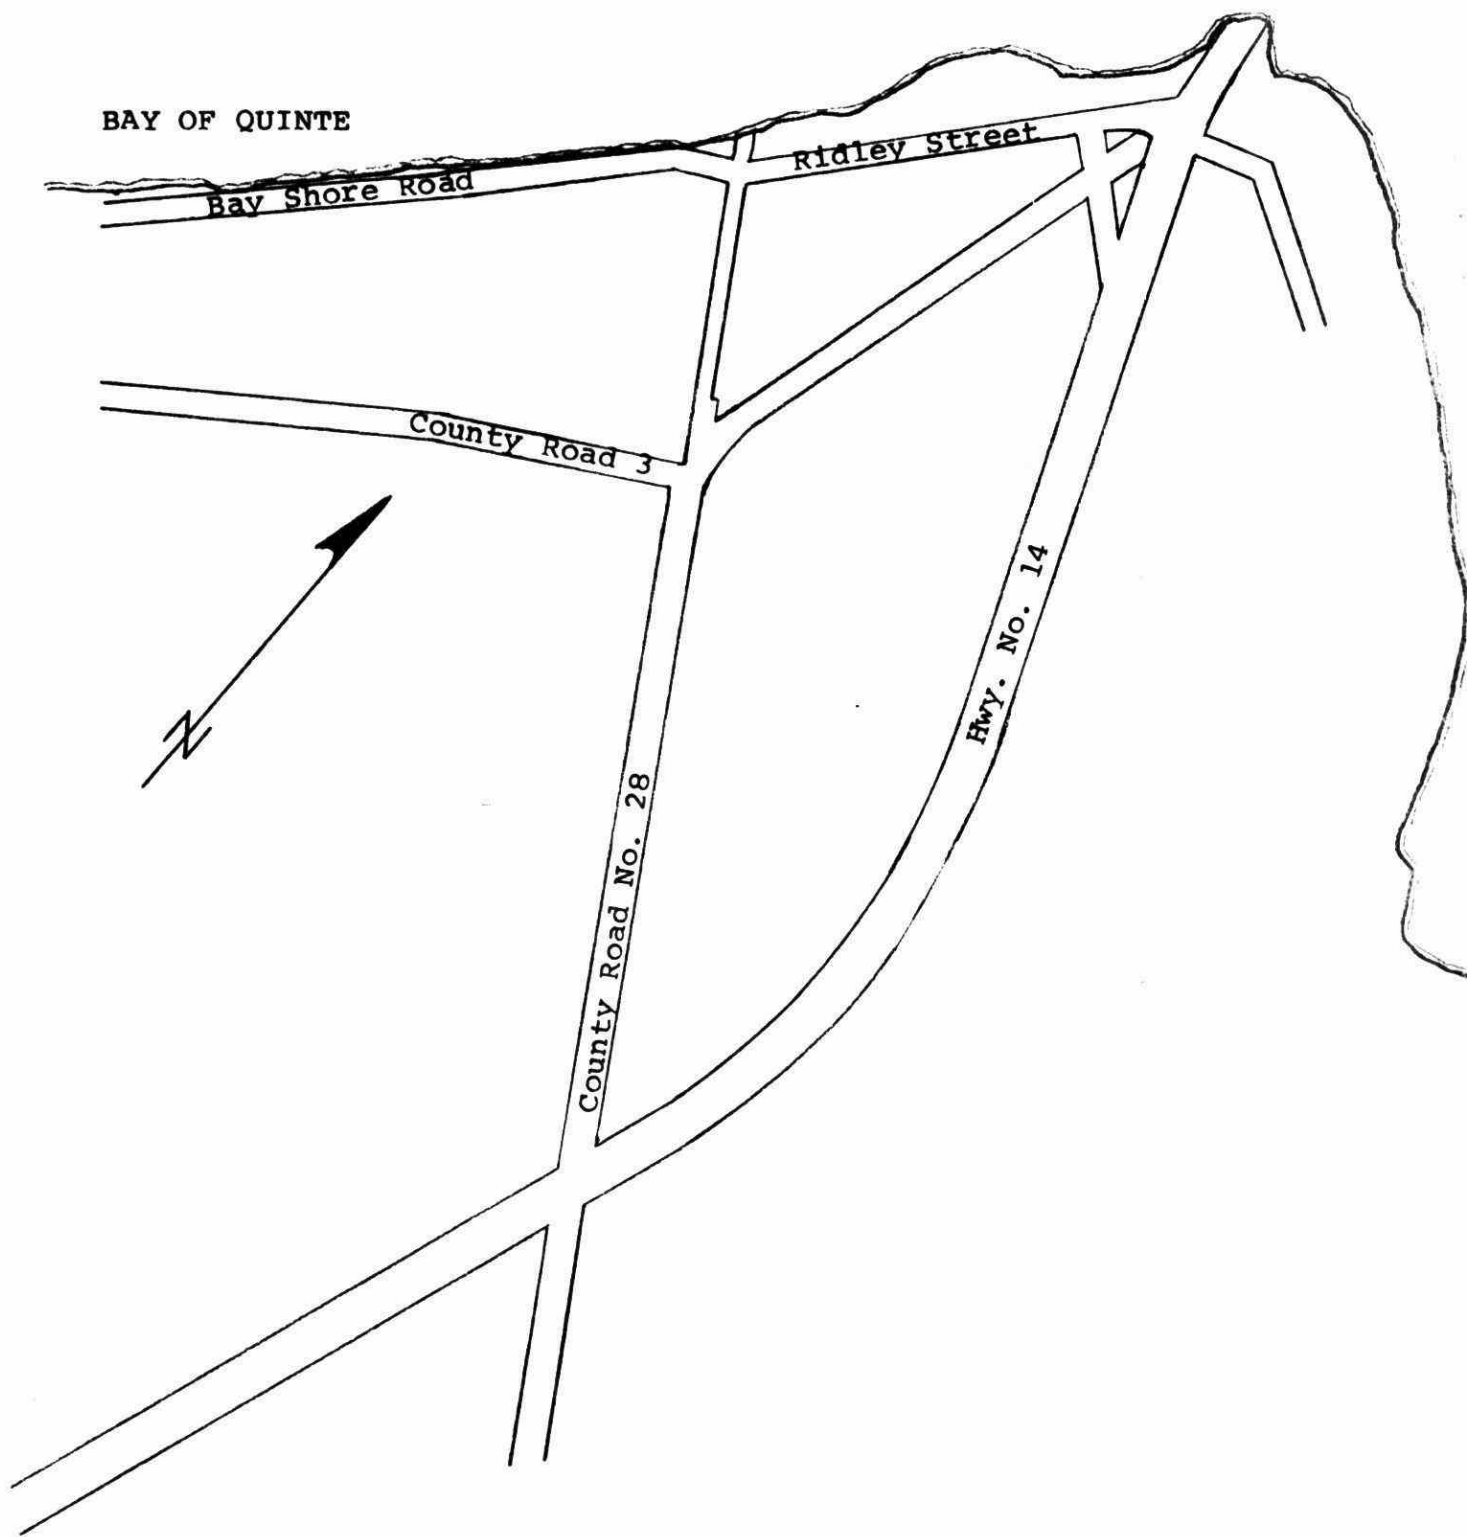 BAY OF QUINTE
Ridley Street
Bay Shore Road
County Road 3
Hwy. No. 14
N
County Road No. 28